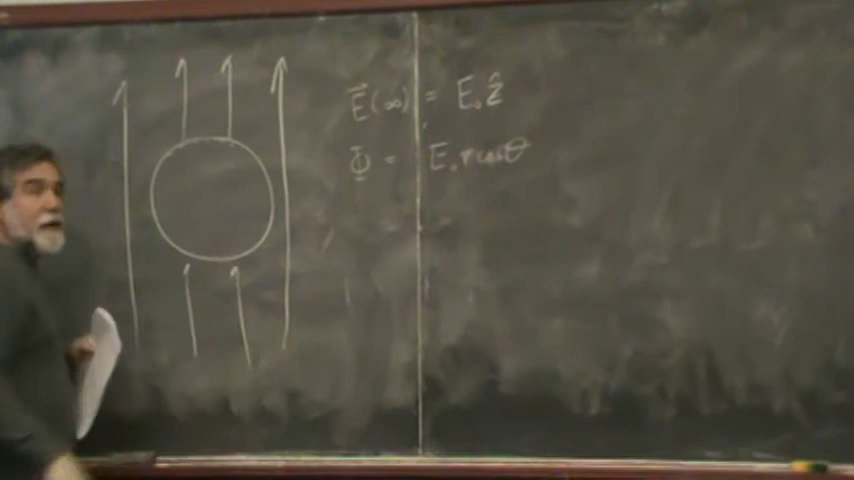 E⃗(∞) = E₀ẑ
Φ = E₀ r cosθ